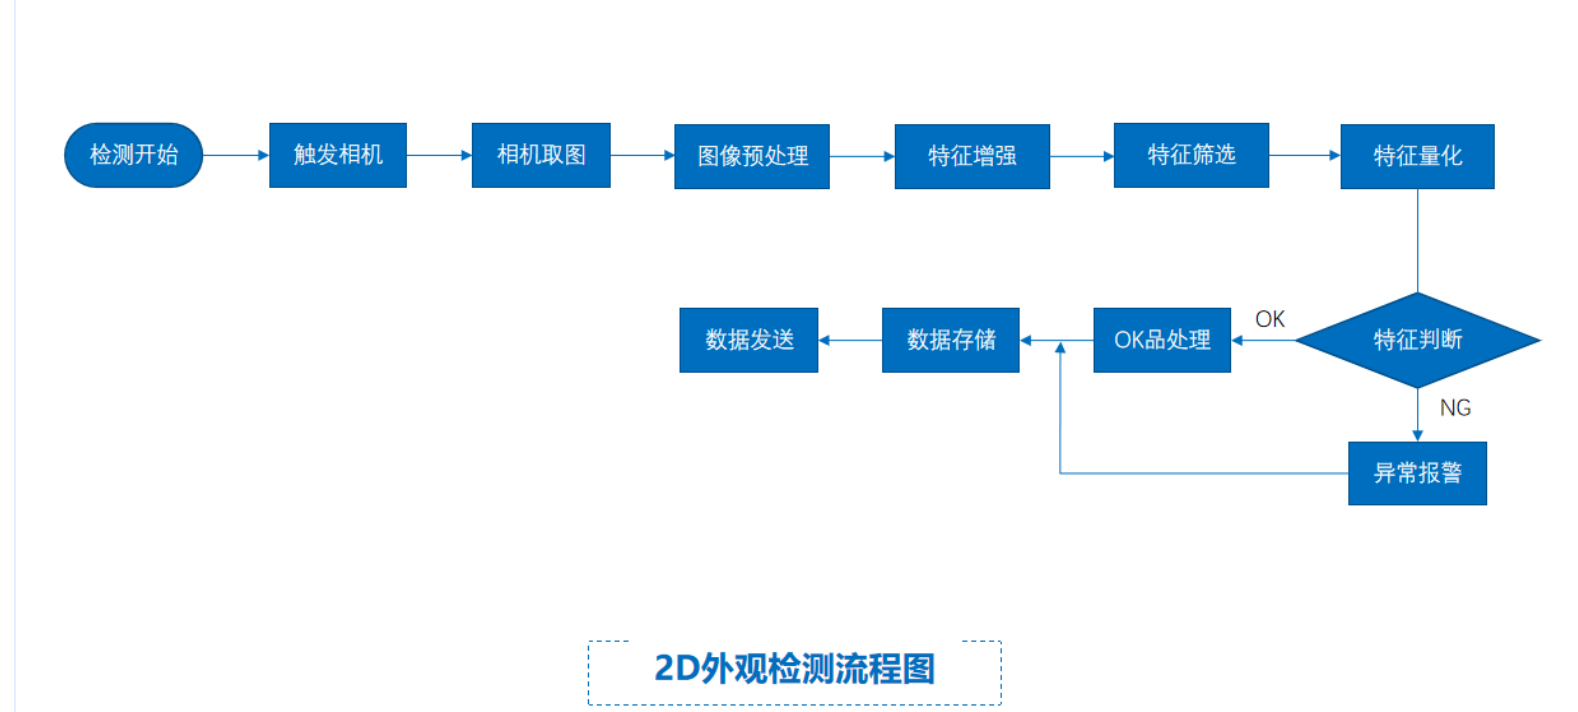 检测开始
触发相机
相机取图
图像预处理
特征增强
特征筛选
特征量化
数据发送
数据存储
OK品处理
OK
特征判断
NG
异常报警
2D外观检测流程图